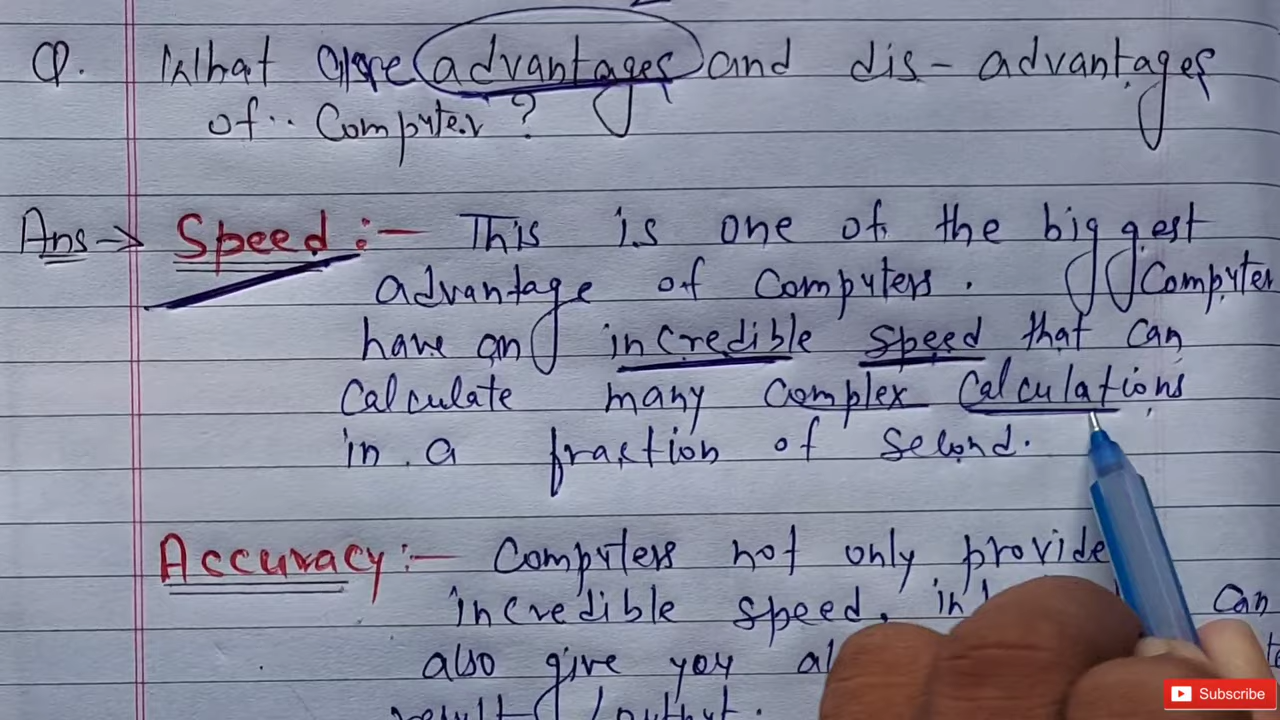 Q. What are advantages and dis-advantages
of.. Computer ?
Ans → Speed :- This is one of the biggest
advantage of computers. Computer
have an incredible speed that can
calculate many complex calculations
in a fraction of second.
Accuracy :- Computers not only provide
incredible speed, can
also give you
result / output.
Subscribe